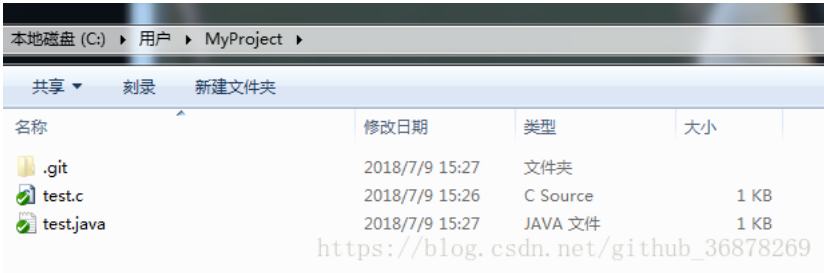 本地磁盘 (C:) ▸ 用户 ▸ MyProject ▸
共享 刻录 新建文件夹
名称 修改日期 类型 大小
.git 2018/7/9 15:27 文件夹
test.c 2018/7/9 15:26 C Source 1 KB
test.java 2018/7/9 15:27 JAVA 文件 1 KB
https://blog.csdn.net/github_36878269